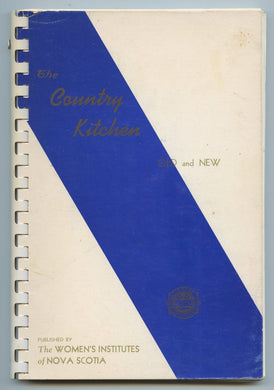 The
Country
Kitchen
OLD and NEW
PUBLISHED BY
The WOMEN'S INSTITUTES
of NOVA SCOTIA